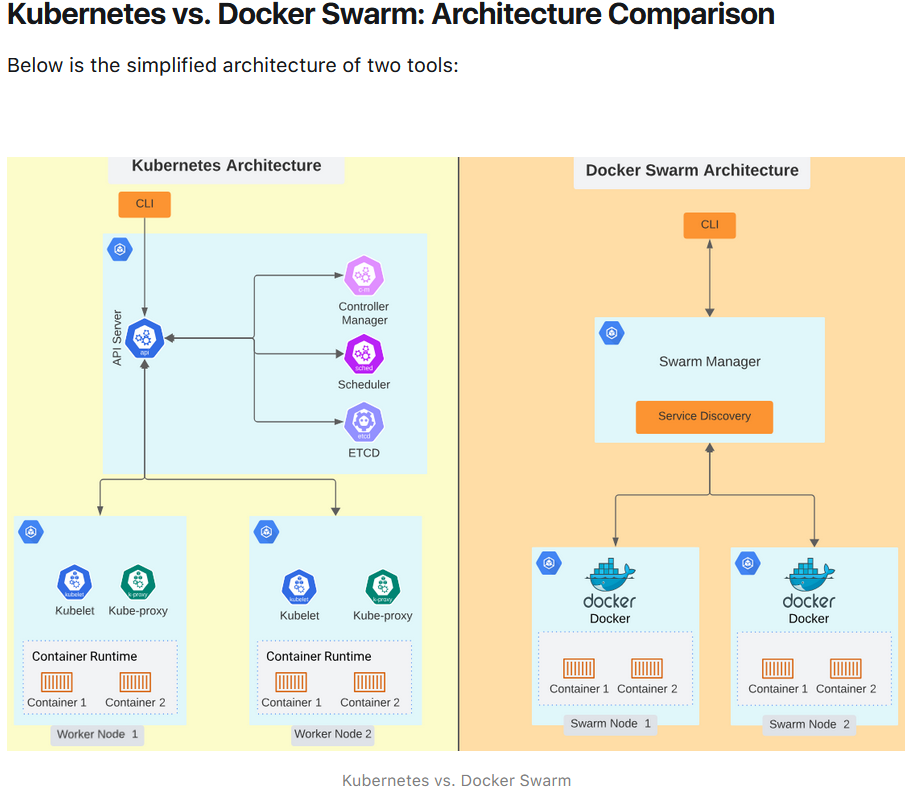 Kubernetes vs. Docker Swarm: Architecture Comparison
Below is the simplified architecture of two tools:
Kubernetes Architecture
CLI
API Server
api
c-m
Controller
Manager
sched
Scheduler
etcd
ETCD
kubelet
Kubelet
k-proxy
Kube-proxy
Container Runtime
Container 1
Container 2
Worker Node 1
kubelet
Kubelet
k-proxy
Kube-proxy
Container Runtime
Container 1
Container 2
Worker Node 2
Docker Swarm Architecture
CLI
Swarm Manager
Service Discovery
docker
Docker
Container 1
Container 2
Swarm Node 1
docker
Docker
Container 1
Container 2
Swarm Node 2
Kubernetes vs. Docker Swarm